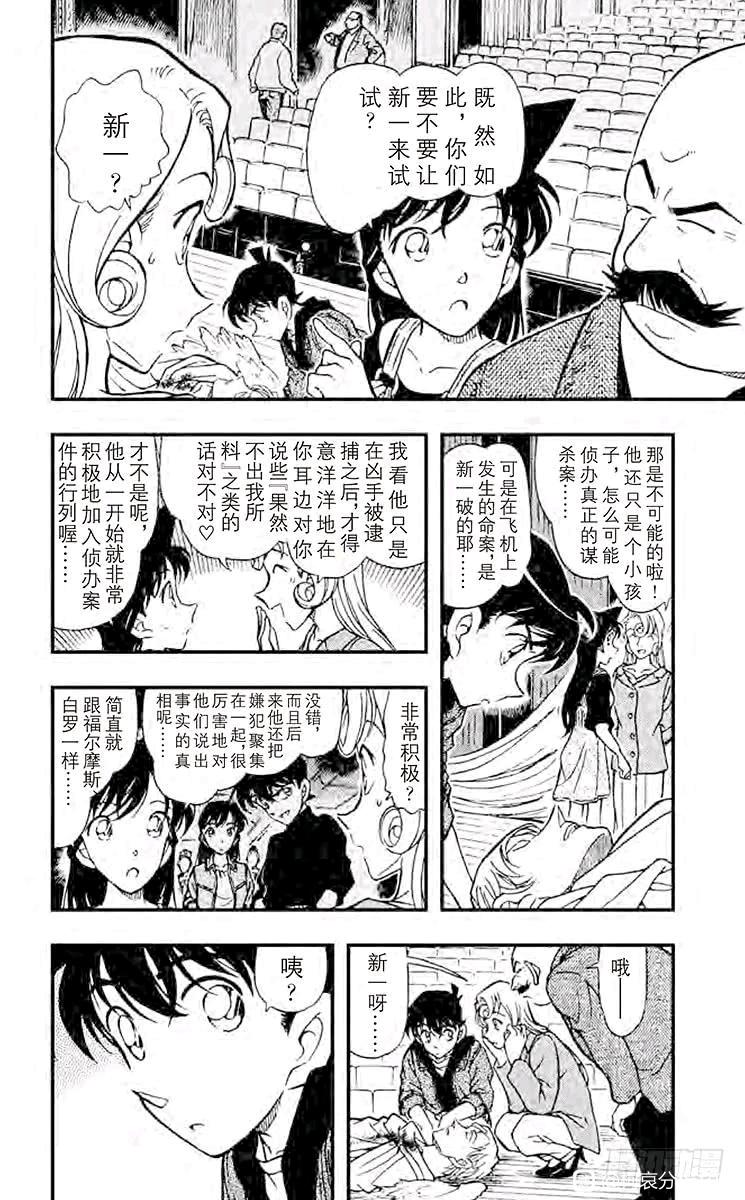 既然如
此，你们
要不要让
新一来试
试？
新一？
那是不可能的啦！
他还只是个小孩
子，怎么可能
侦办真正的谋
杀案……
可是在飞机上
发生的命案，是
新一破的耶……
我看他只是
在凶手被逮
捕之后，才得
意洋洋地在
你耳边对你
说些『果然
不出我所
料』之类的
话对不对♡
才不是呢，
他从一开始就非常
积极地加入侦办案
件的行列喔……
非常积极？
没错，
而且后
来他还把
嫌犯聚集
在一起，很
厉害地对
他们说出
事实的真
相呢……
简直就
跟福尔摩斯、
白罗一样……
哦——
新一呀……
咦？